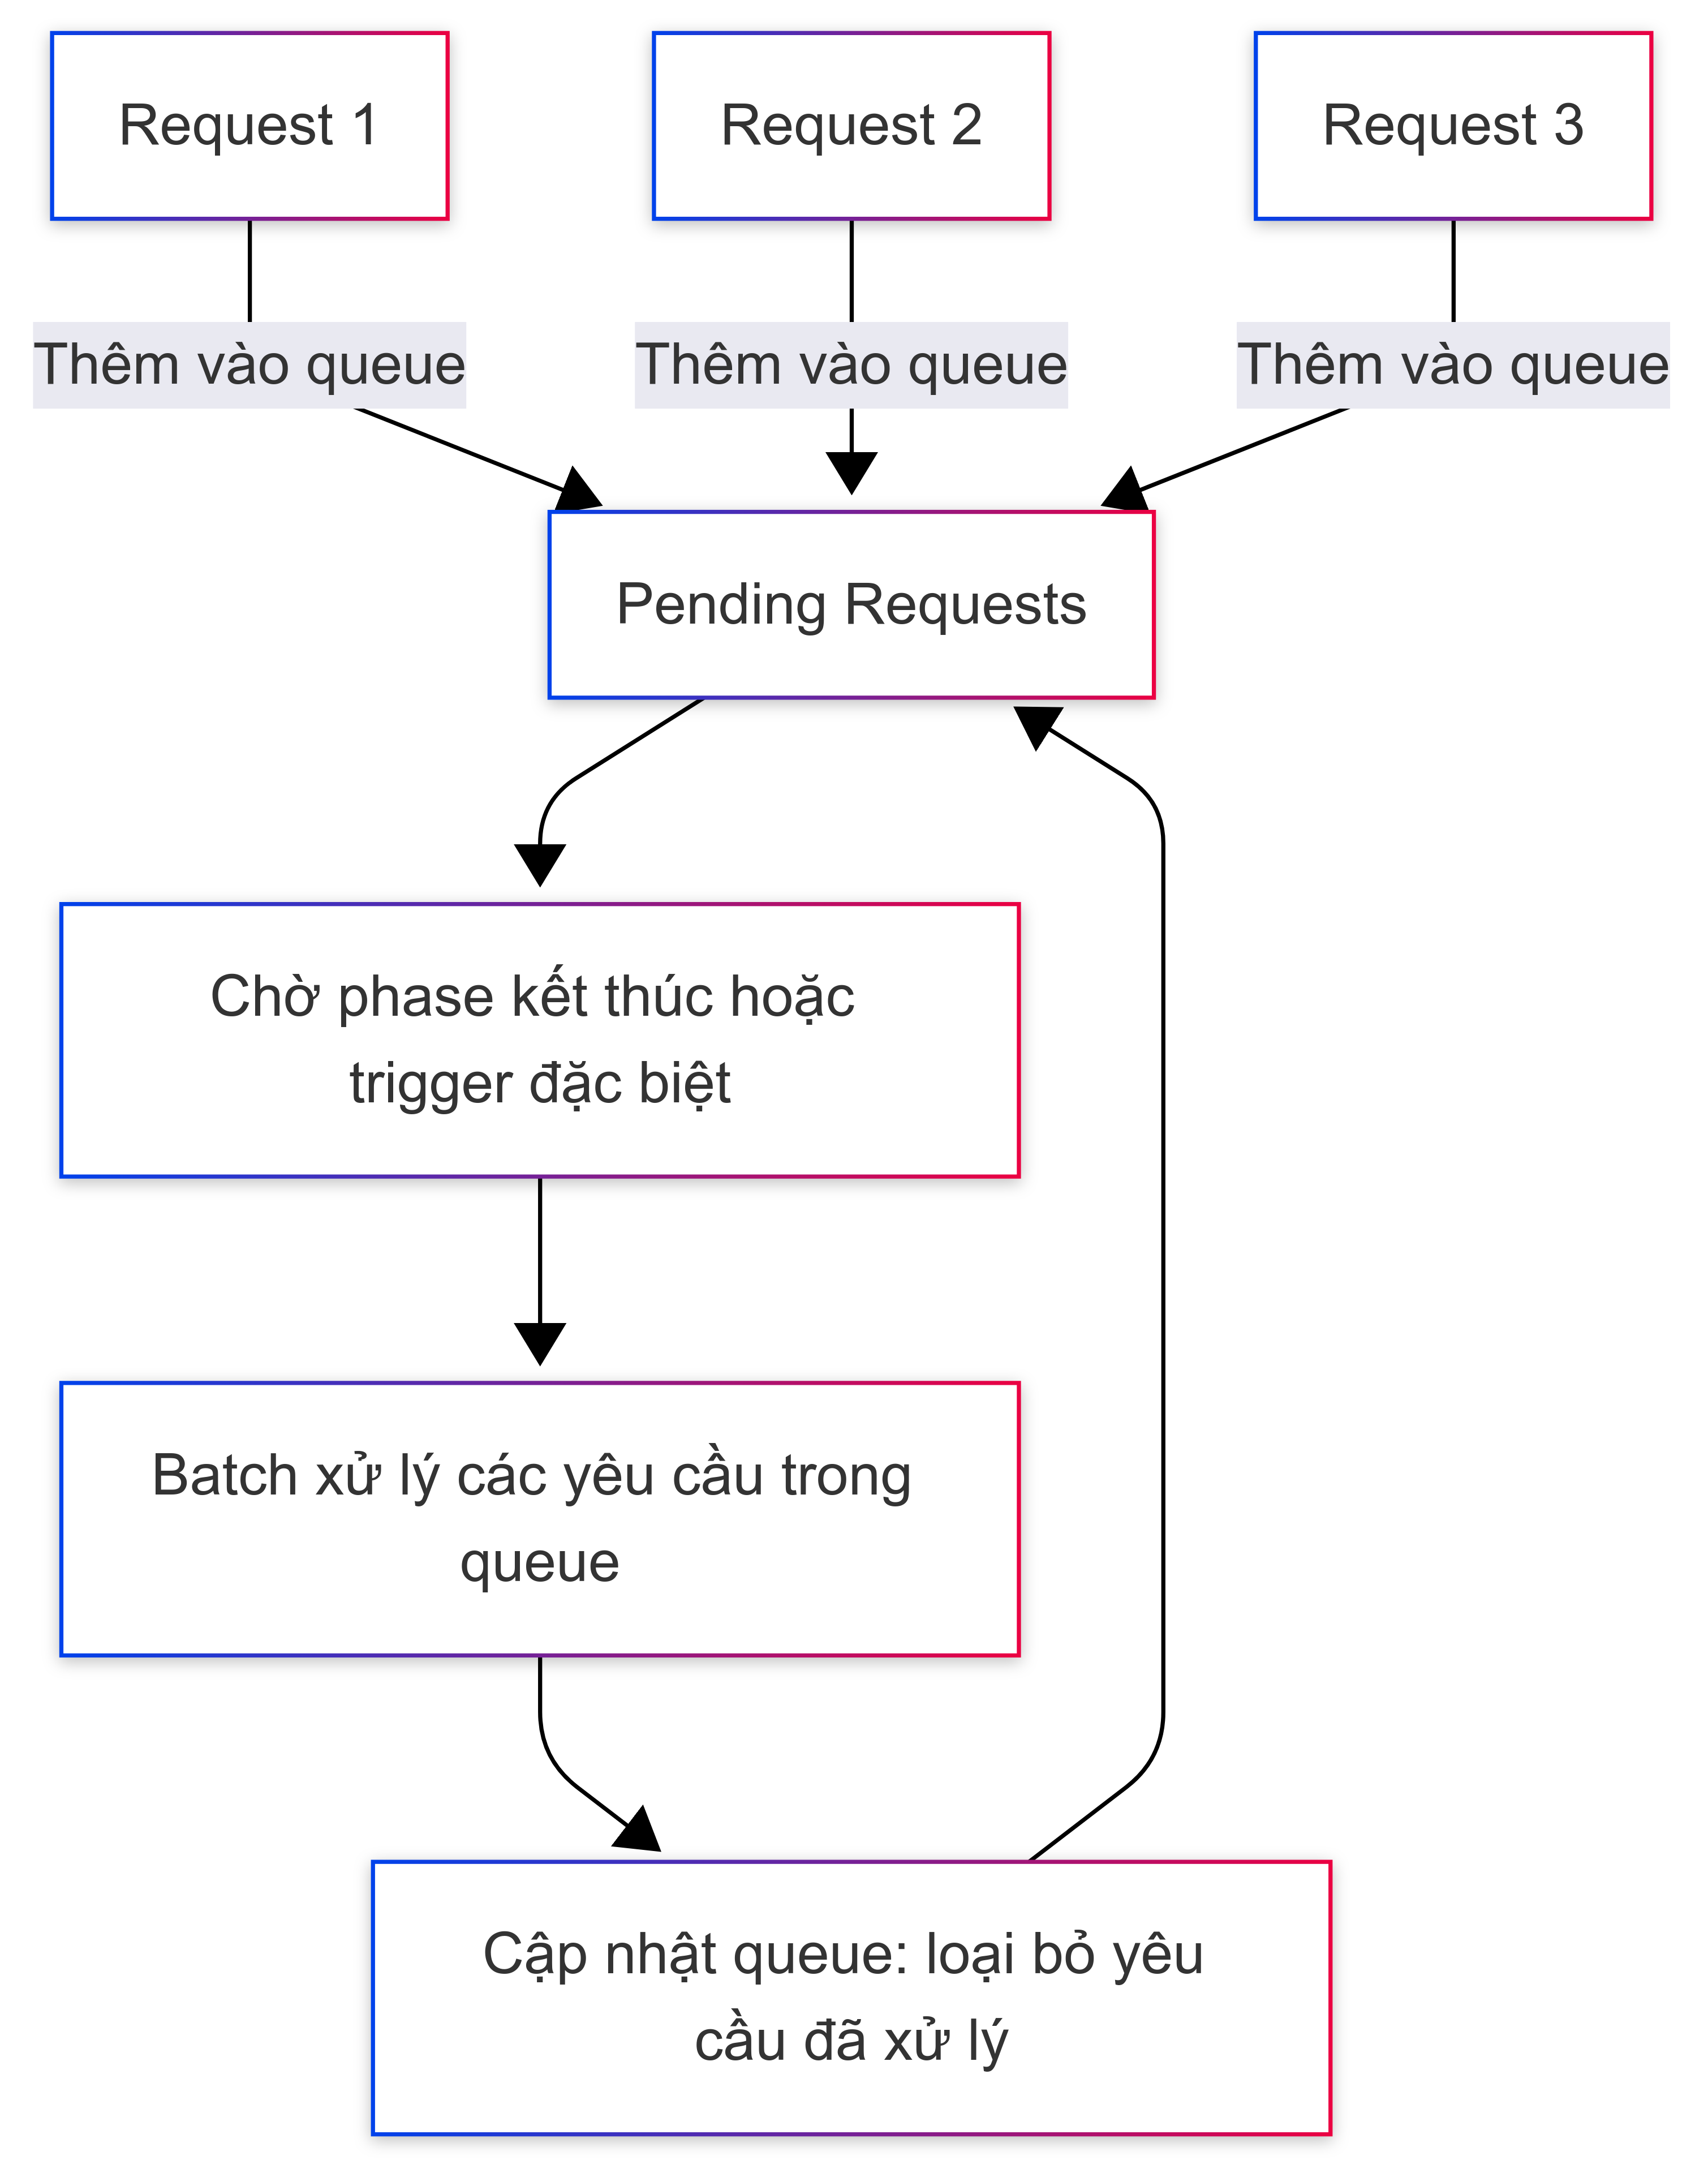 Request 1
Request 2
Request 3
Thêm vào queue
Thêm vào queue
Thêm vào queue
Pending Requests
Chờ phase kết thúc hoặc
trigger đặc biệt
Batch xử lý các yêu cầu trong
queue
Cập nhật queue: loại bỏ yêu
cầu đã xử lý